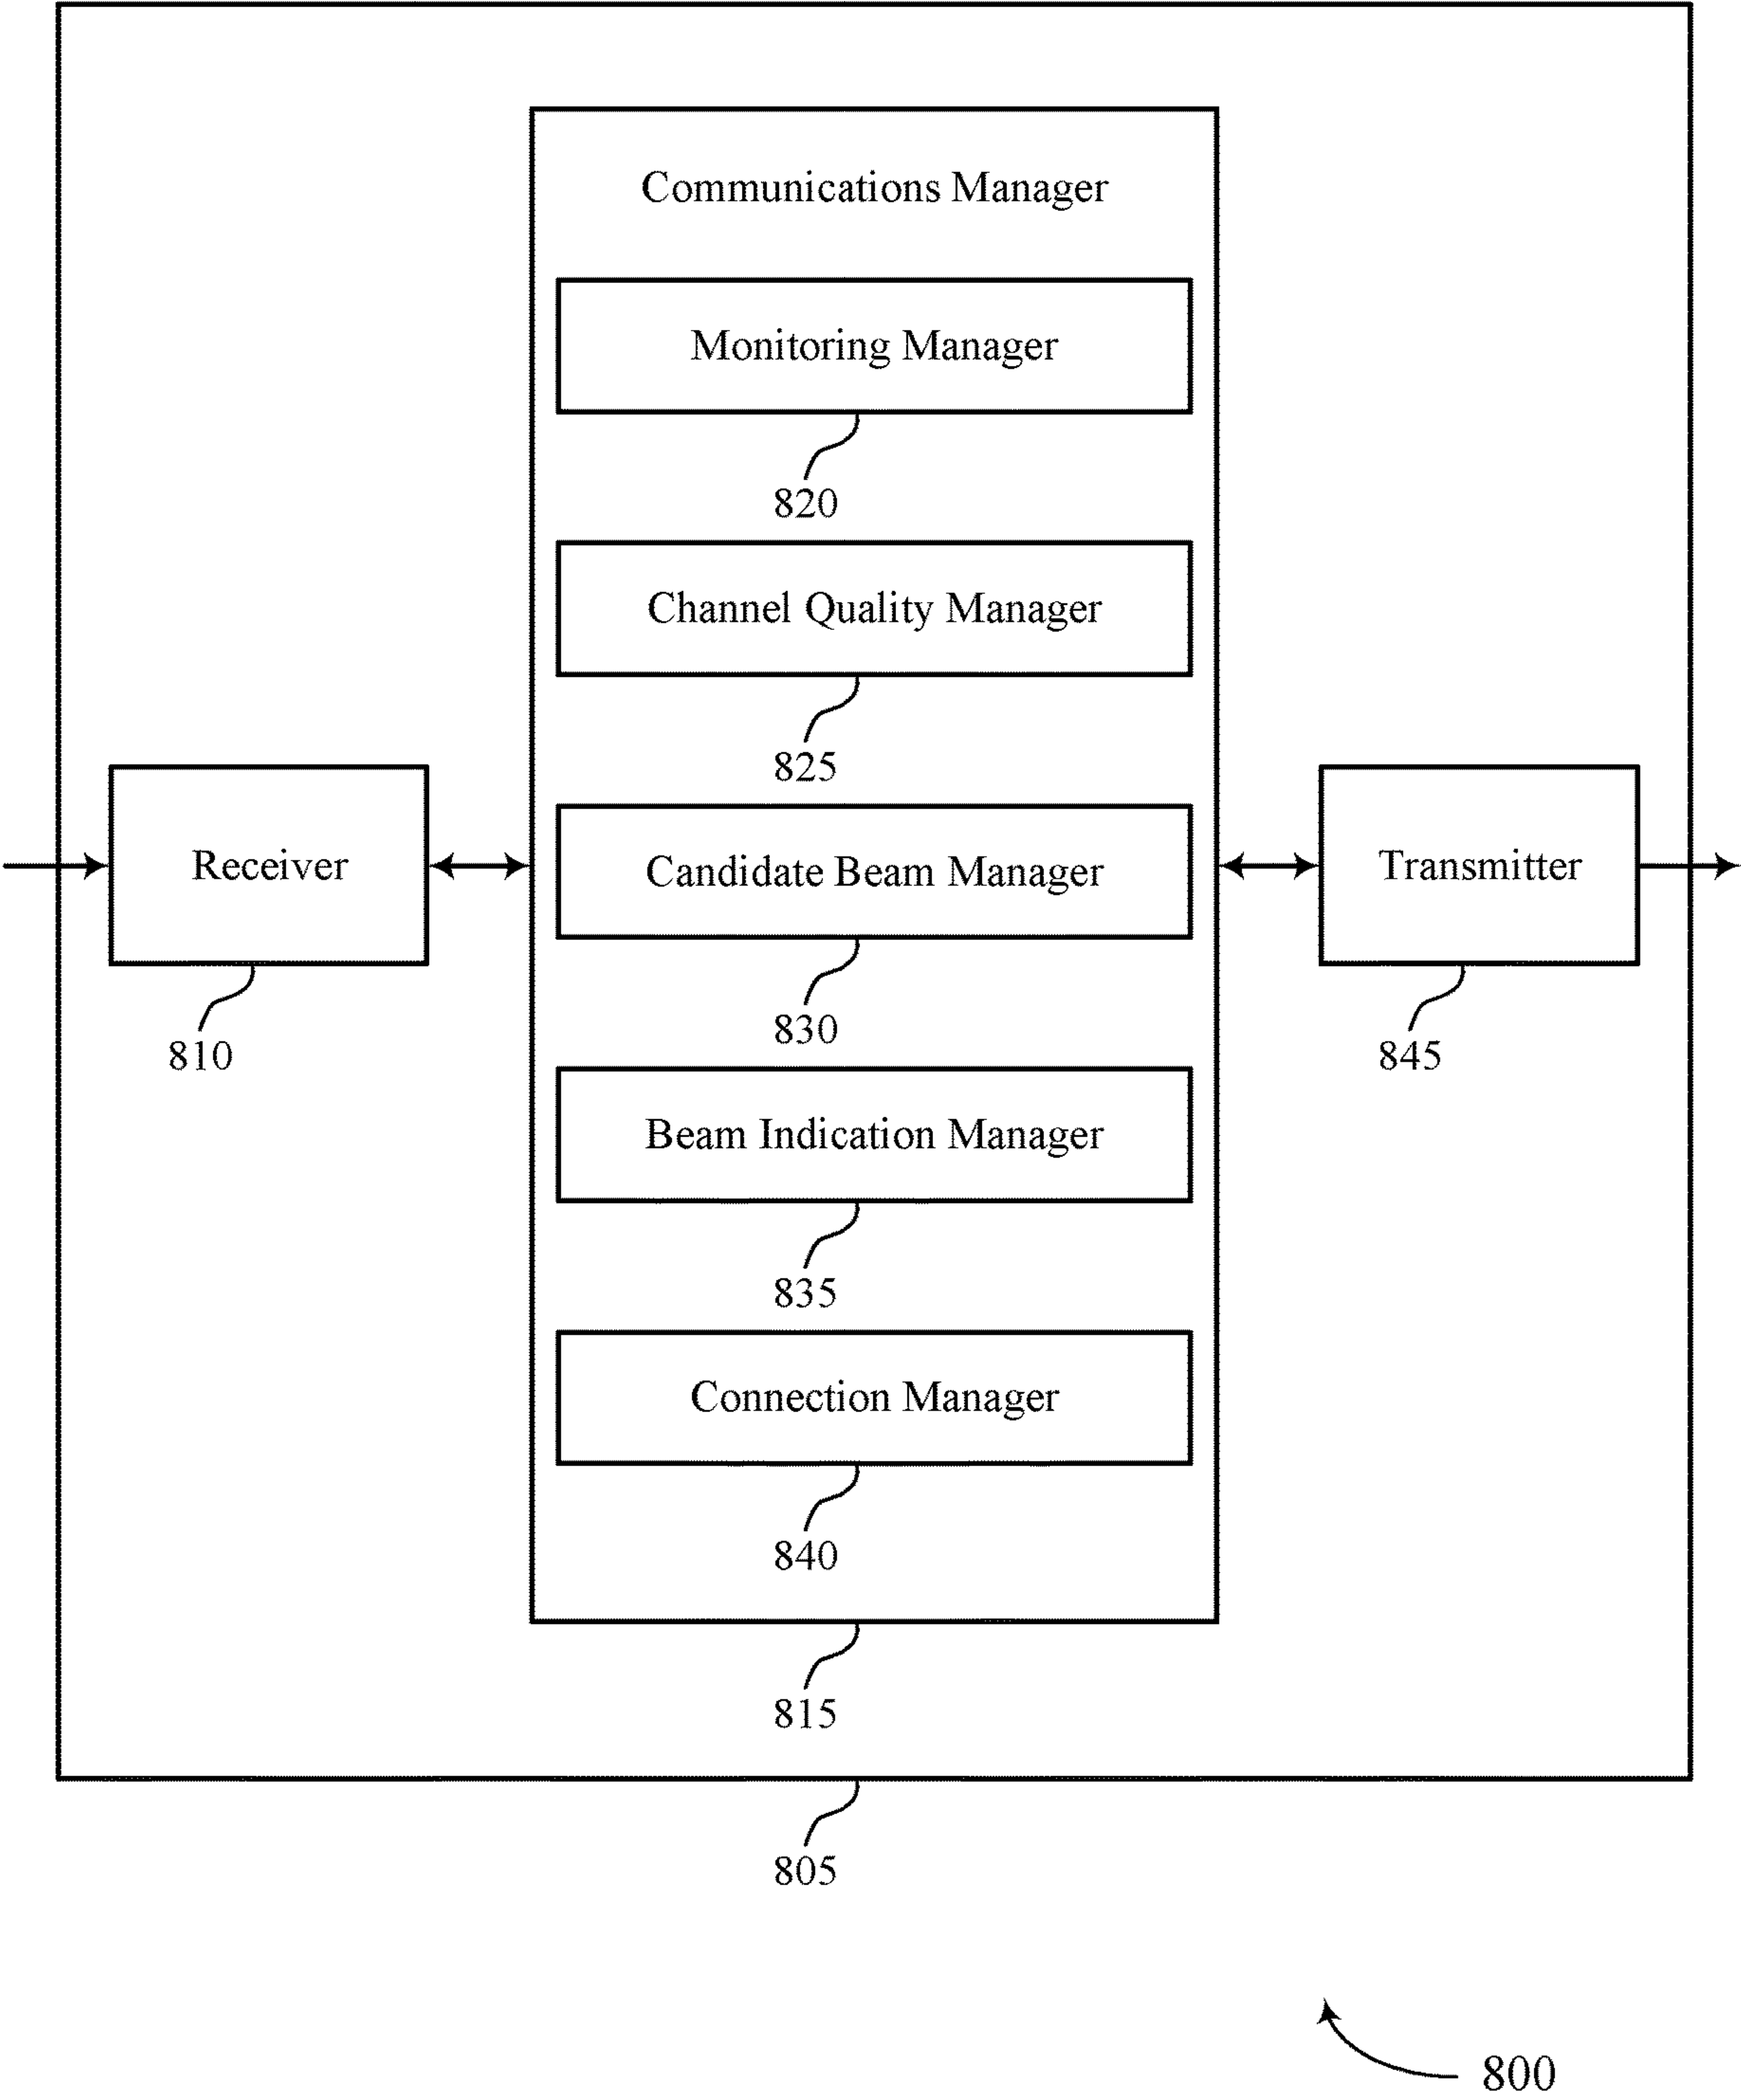 Communications Manager
Monitoring Manager
820
Channel Quality Manager
825
Receiver
810
Candidate Beam Manager
830
Transmitter
845
Beam Indication Manager
835
Connection Manager
840
815
805
800